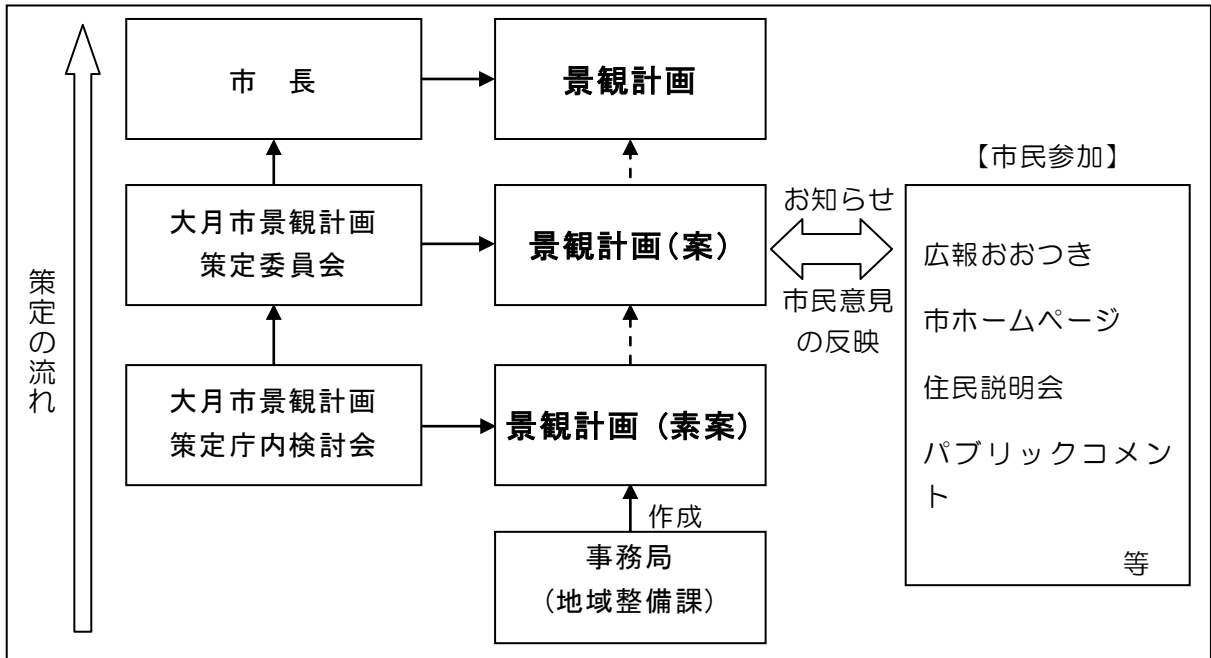 市　長
景観計画
【市民参加】
大月市景観計画
策定委員会
景観計画（案）
お知らせ
市民意見
の反映
広報おおつき
市ホームページ
住民説明会
パブリックコメン
ト
等
策定の流れ
大月市景観計画
策定庁内検討会
景観計画（素案）
作成
事務局
（地域整備課）